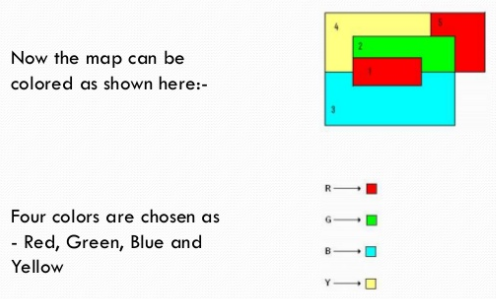 Now the map can be
colored as shown here:-
4
5
2
1
3
Four colors are chosen as
- Red, Green, Blue and
Yellow
R
G
B
Y